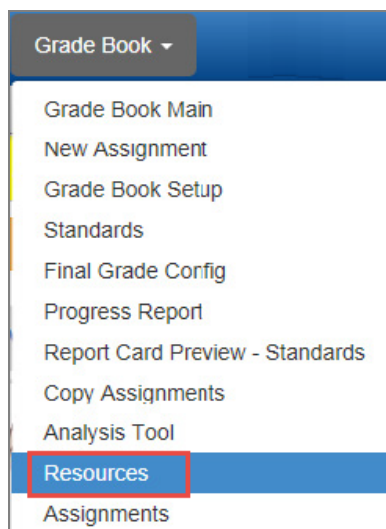 Grade Book
Grade Book Main
New Assignment
Grade Book Setup
Standards
Final Grade Config
Progress Report
Report Card Preview - Standards
Copy Assignments
Analysis Tool
Resources
Assignments